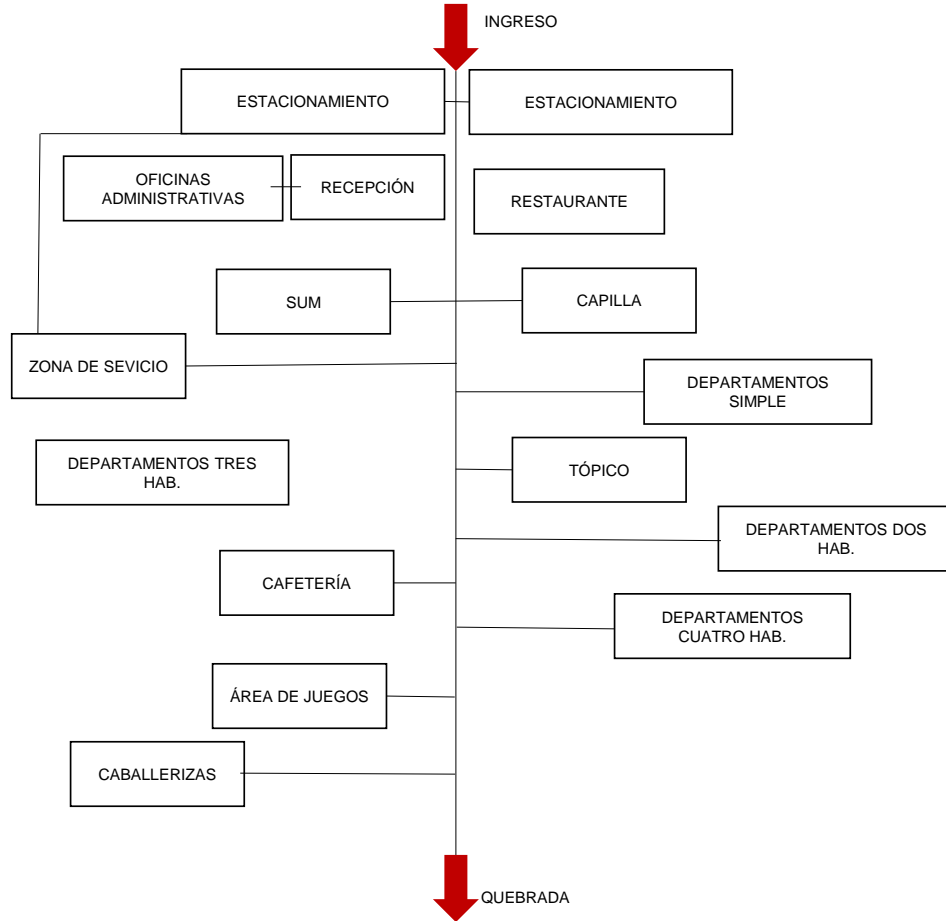 INGRESO
ESTACIONAMIENTO
ESTACIONAMIENTO
OFICINAS
ADMINISTRATIVAS
RECEPCIÓN
RESTAURANTE
SUM
CAPILLA
ZONA DE SEVICIO
DEPARTAMENTOS
SIMPLE
DEPARTAMENTOS TRES
HAB.
TÓPICO
DEPARTAMENTOS DOS
HAB.
CAFETERÍA
DEPARTAMENTOS
CUATRO HAB.
ÁREA DE JUEGOS
CABALLERIZAS
QUEBRADA